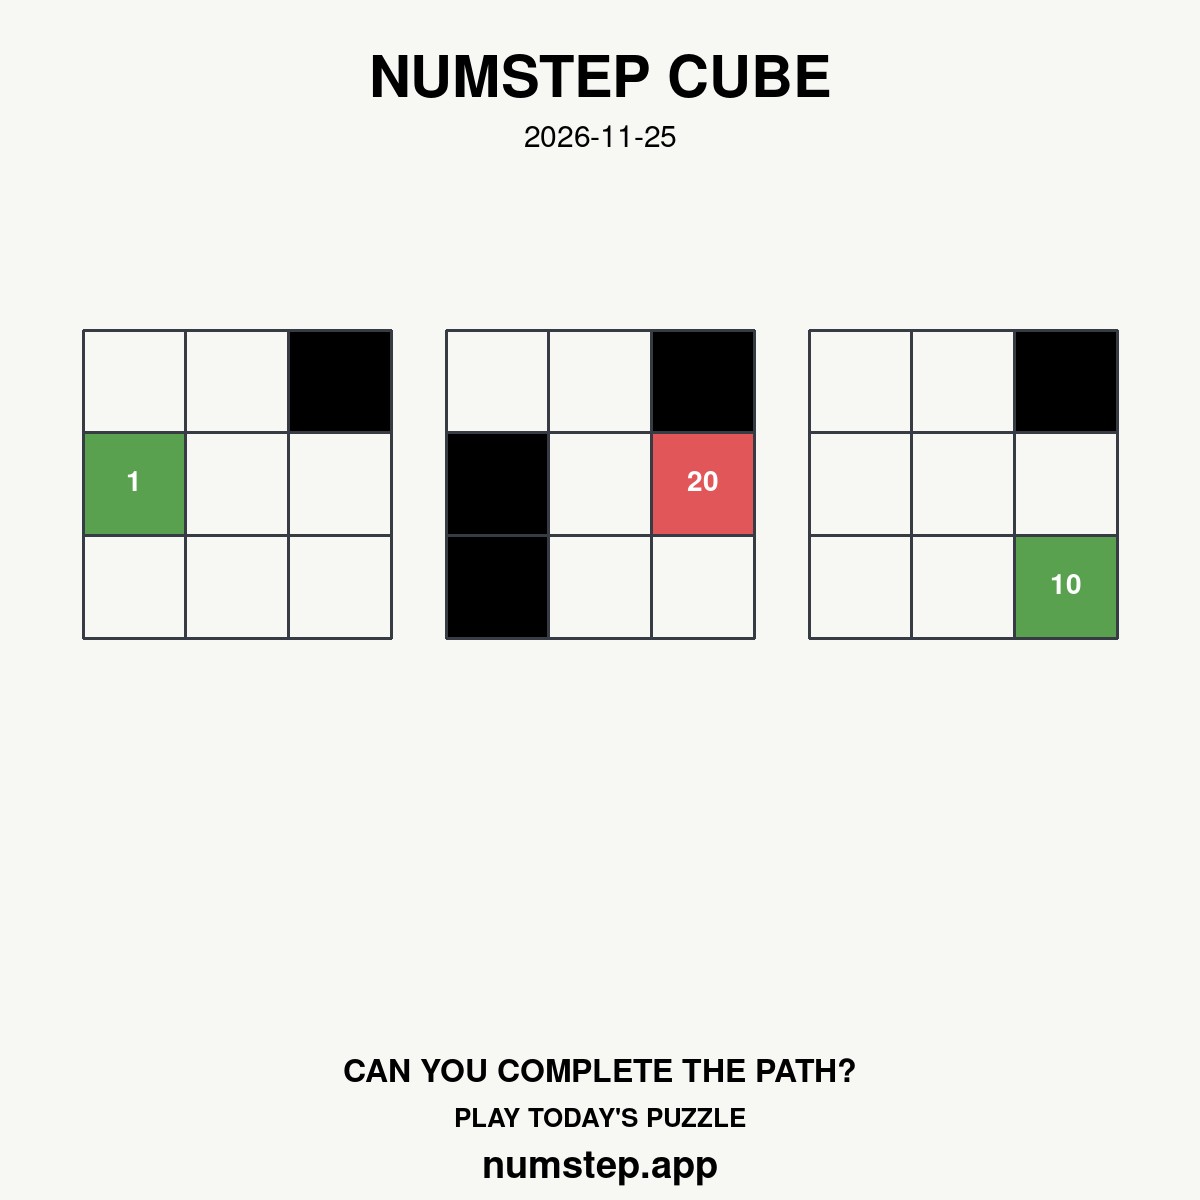 NUMSTEP CUBE
2026-11-25
1
20
10
CAN YOU COMPLETE THE PATH?
PLAY TODAY'S PUZZLE
numstep.app